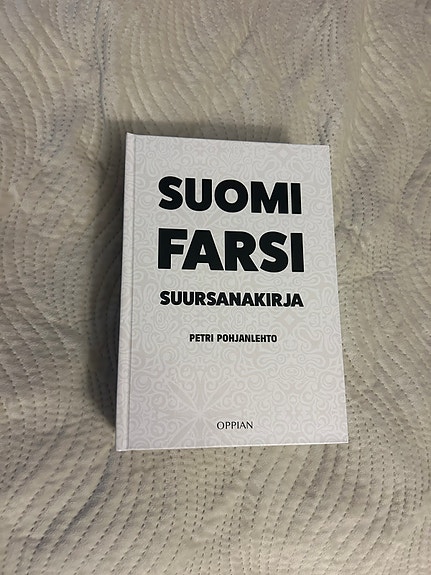 SUOMI
FARSI
SUURSANAKIRJA
PETRI POHJANLEHTO
OPPIAN